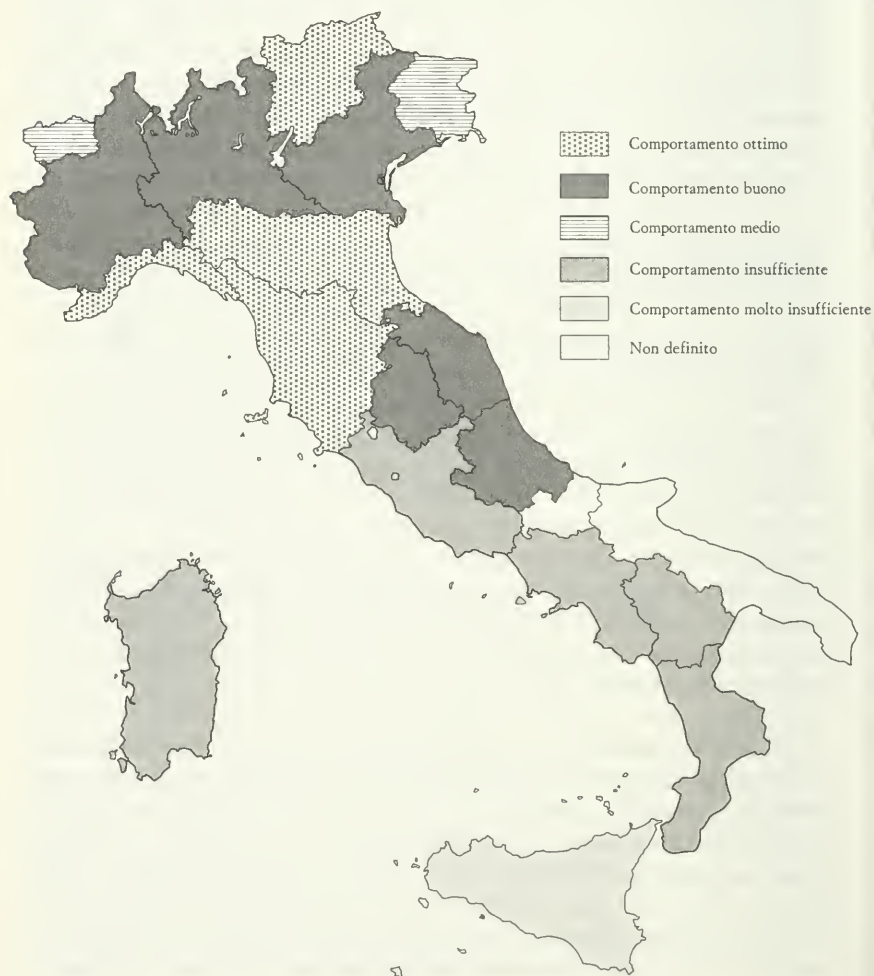 Comportamento ottimo
Comportamento buono
Comportamento medio
Comportamento insufficiente
Comportamento molto insufficiente
Non definito